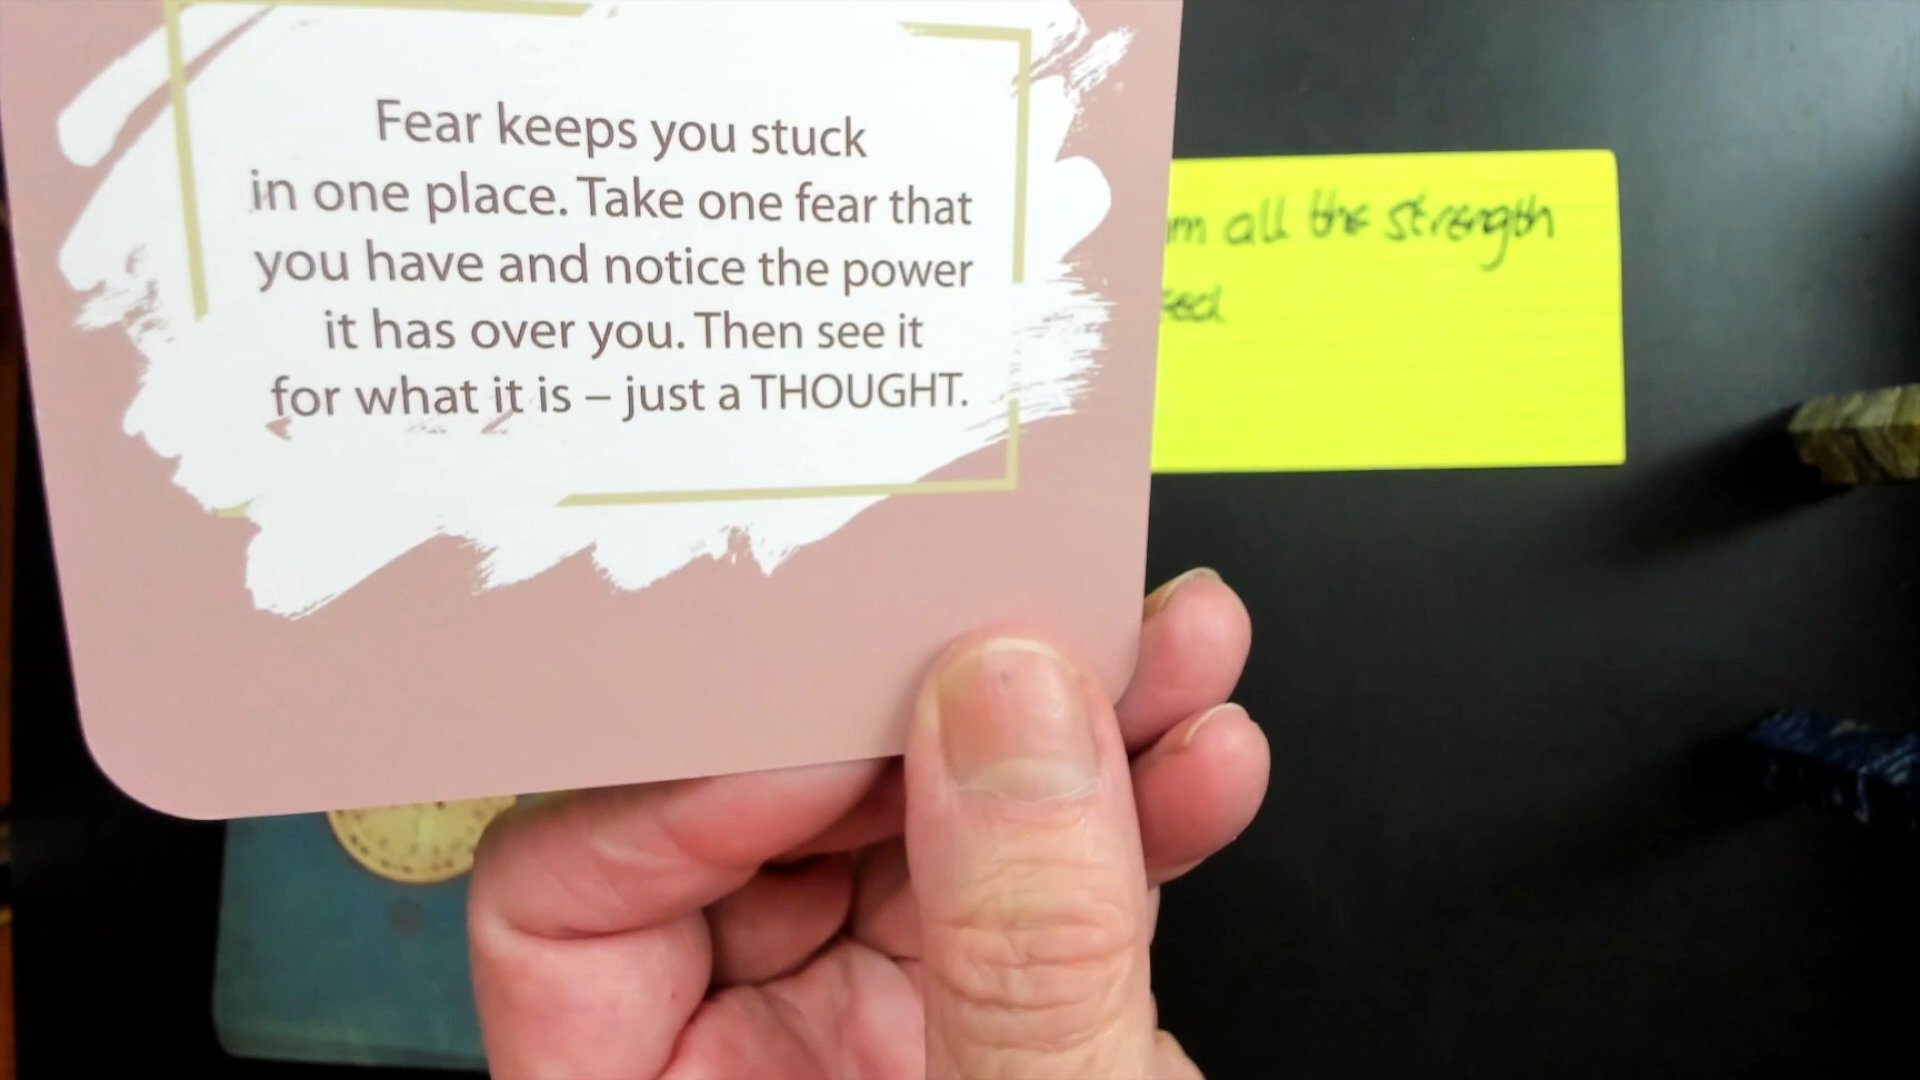 Fear keeps you stuck
in one place. Take one fear that
you have and notice the power
it has over you. Then see it
for what it is – just a THOUGHT.
all the strength